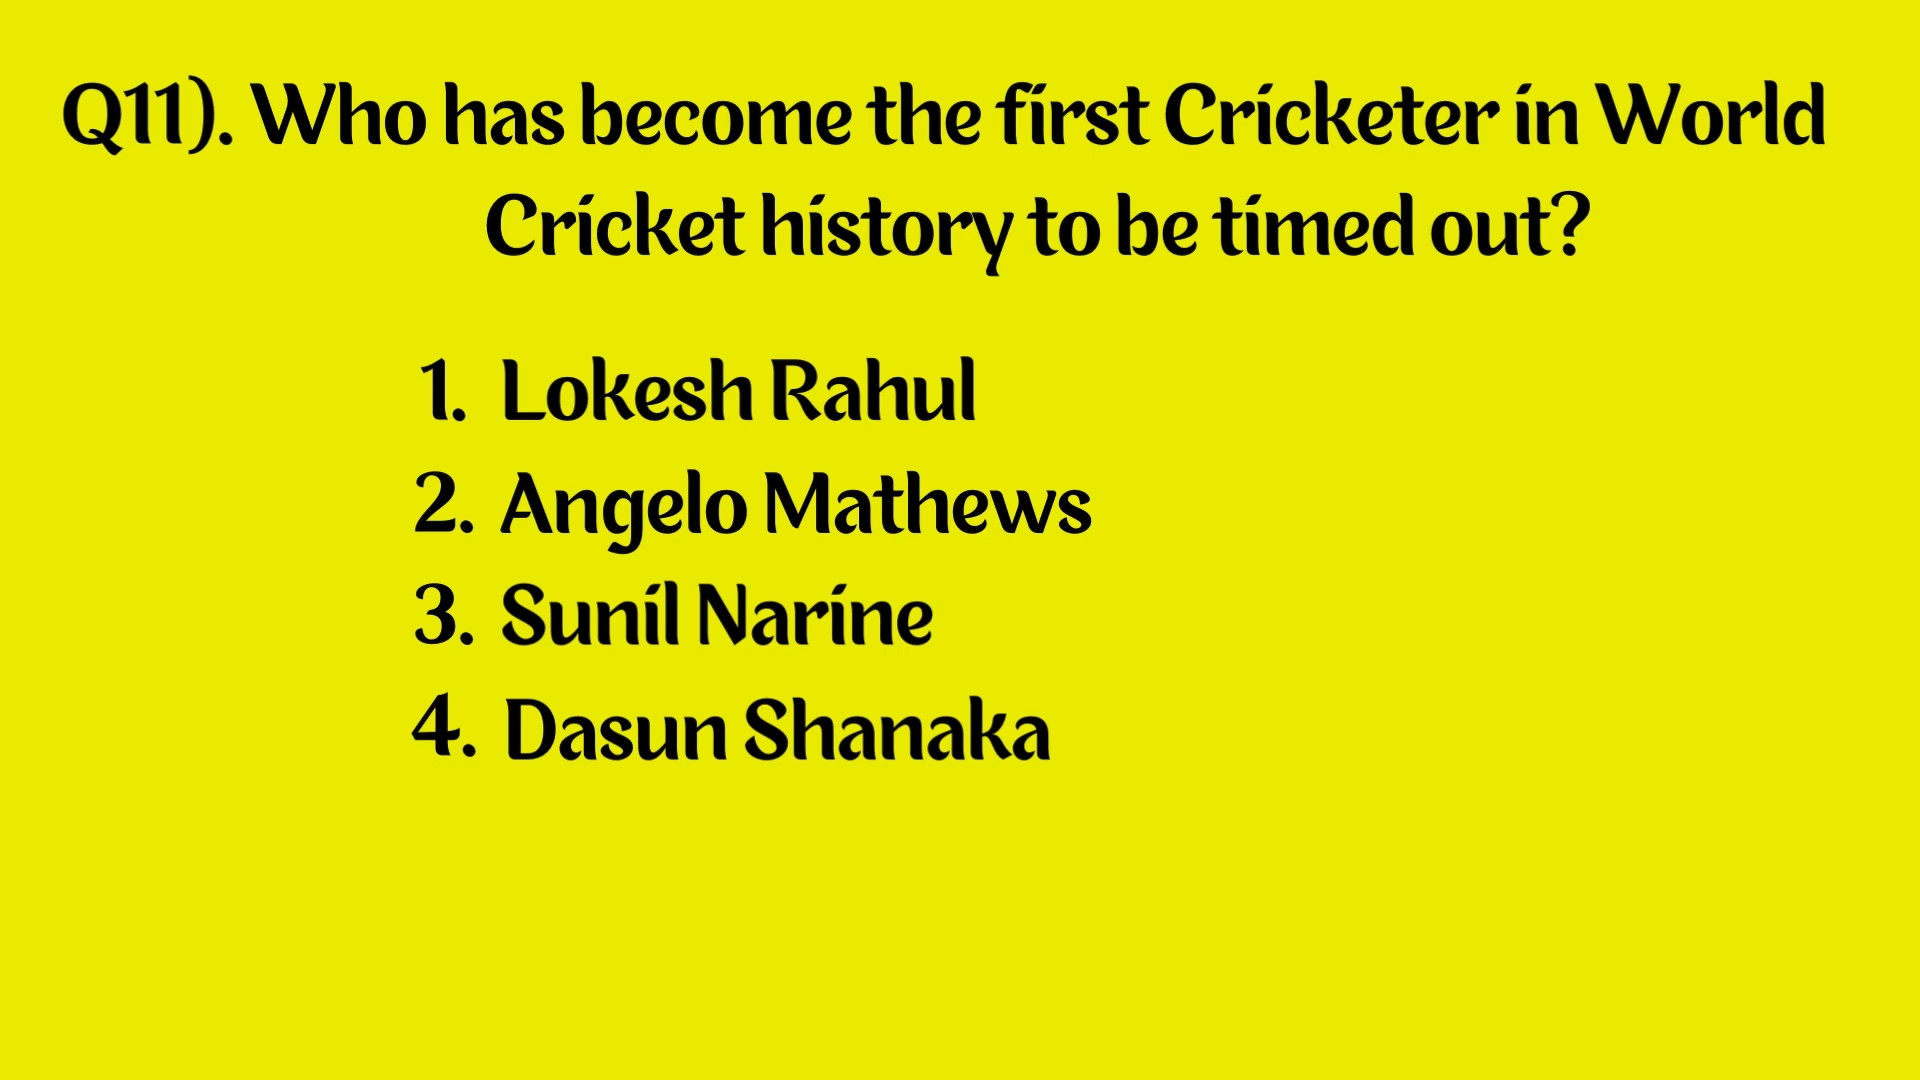 Q11). Who has become the first Cricketer in World
Cricket history to be timed out?
1. Lokesh Rahul
2. Angelo Mathews
3. Sunil Narine
4. Dasun Shanaka